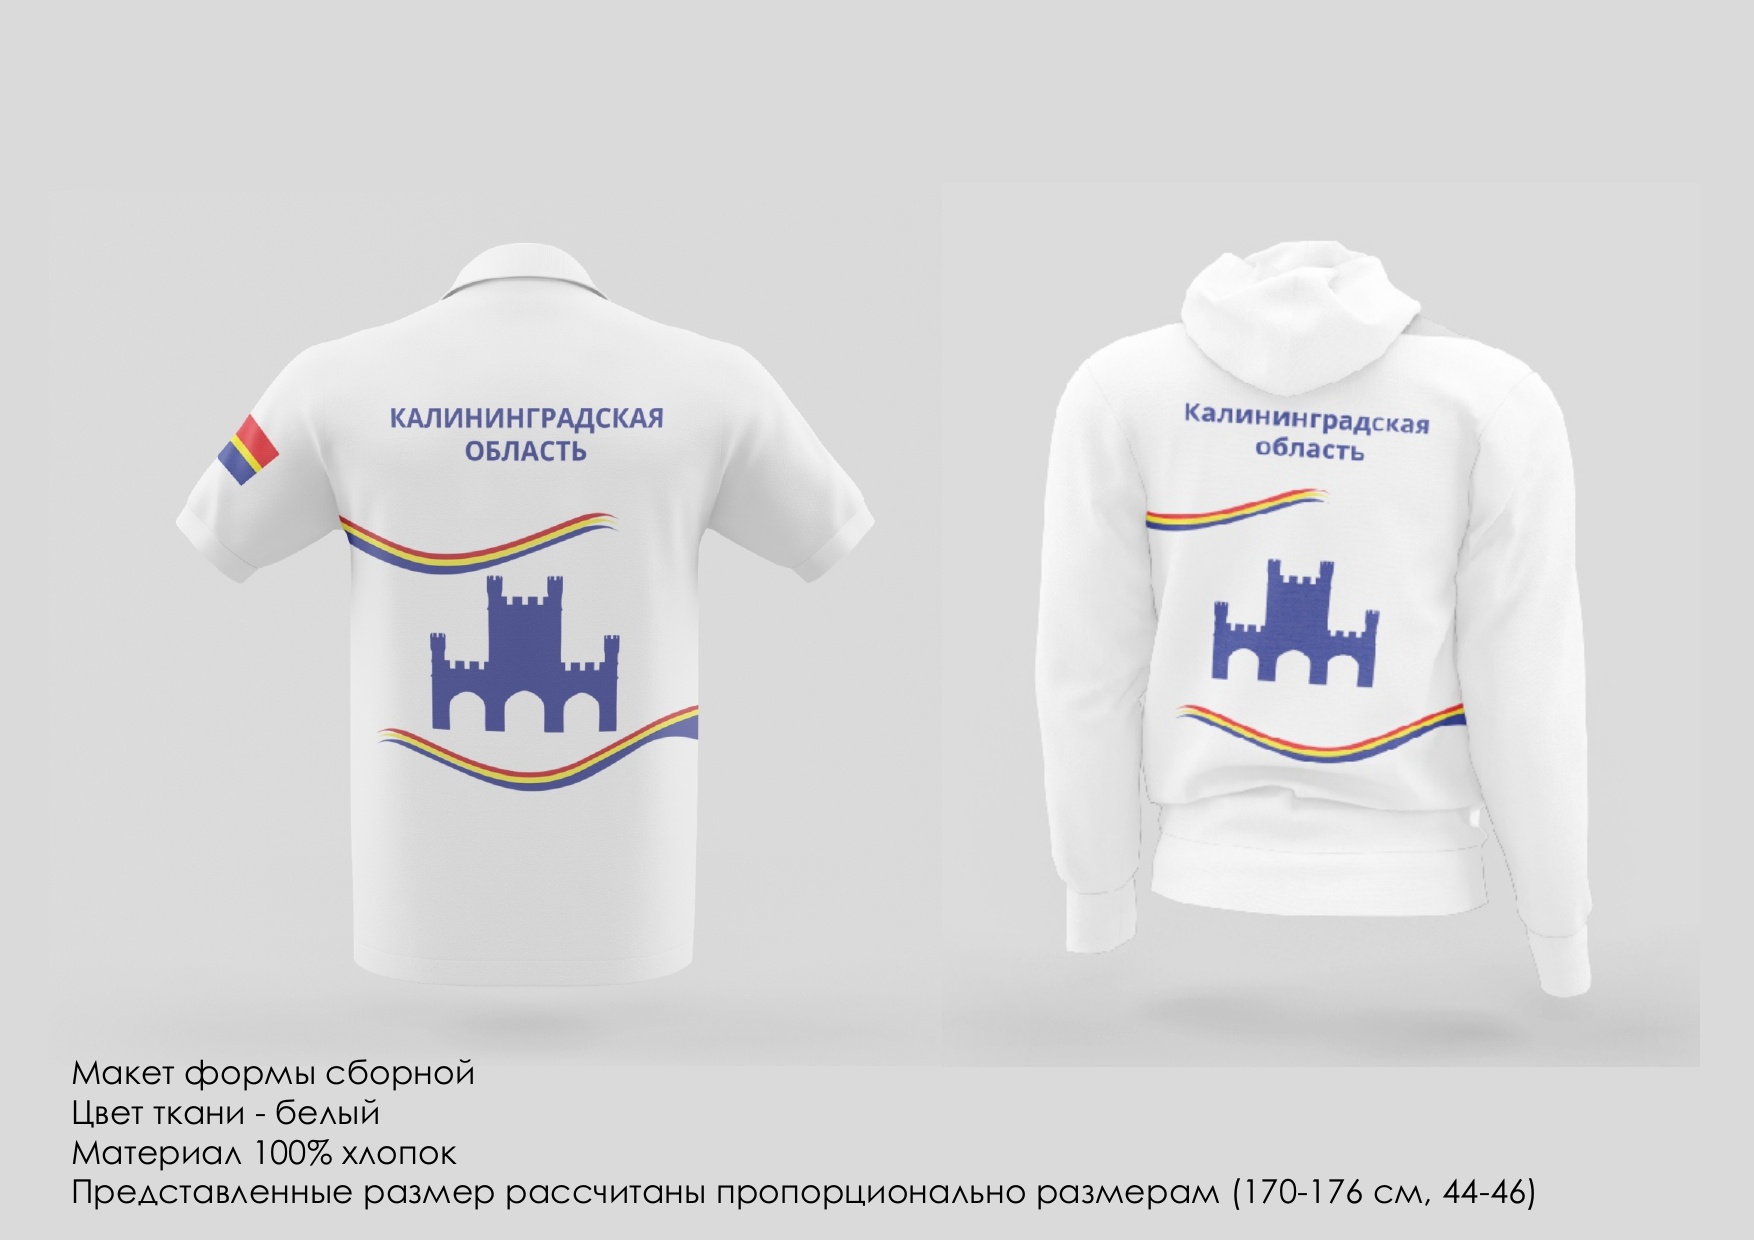 КАЛИНИНГРАДСКАЯ
ОБЛАСТЬ
Калининградская
область
Макет формы сборной
Цвет ткани - белый
Материал 100% хлопок
Представленные размер рассчитаны пропорционально размерам (170-176 см, 44-46)